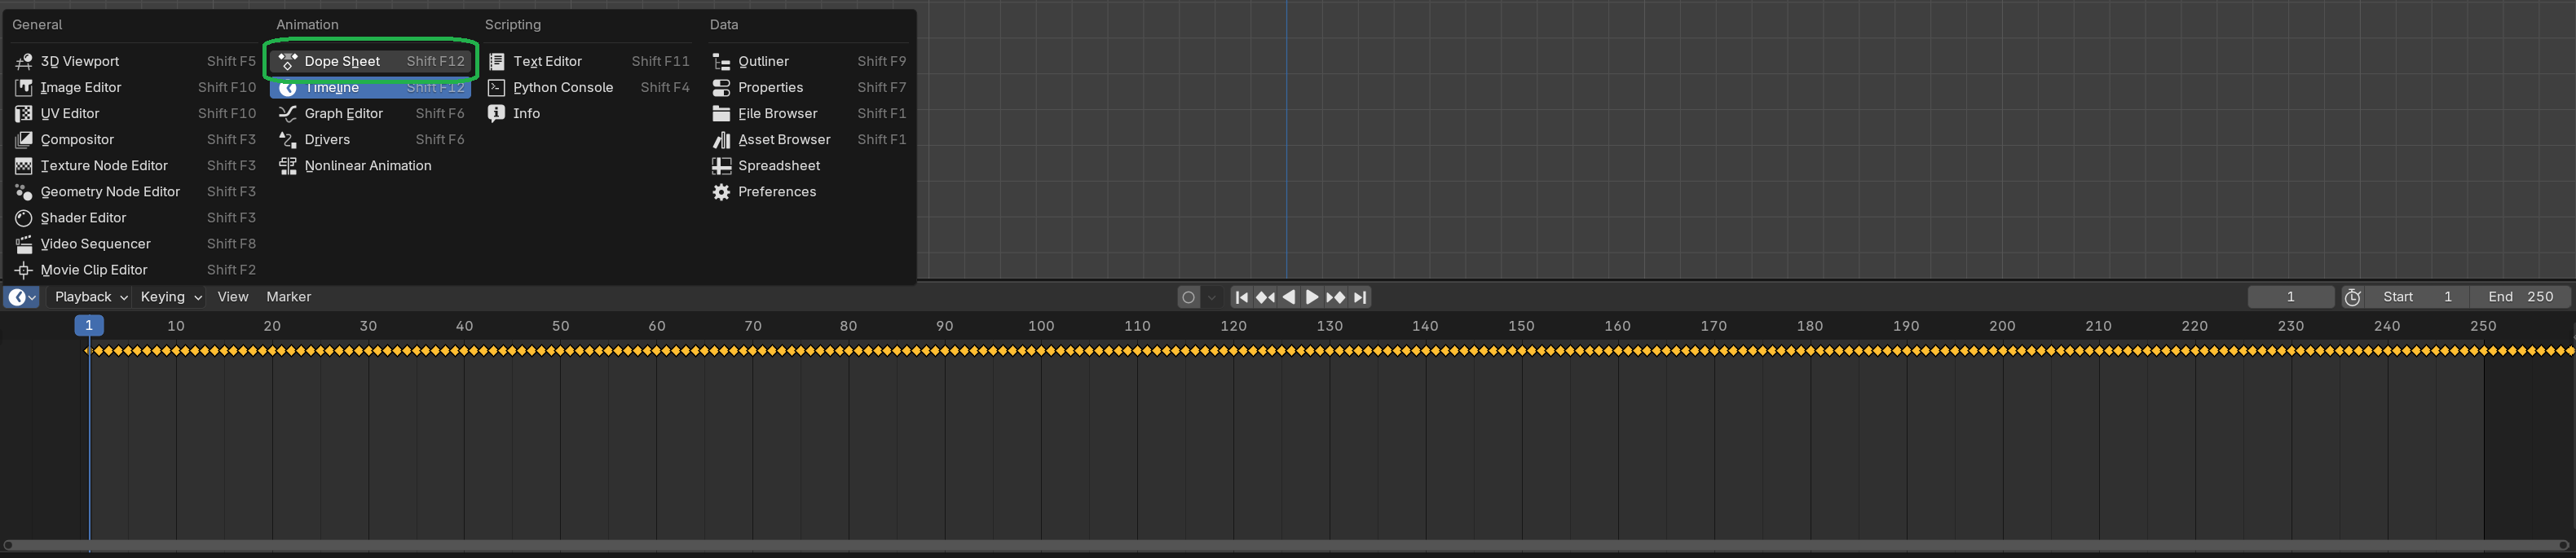 General
3D Viewport Shift F5
Image Editor Shift F10
UV Editor Shift F10
Compositor Shift F3
Texture Node Editor Shift F3
Geometry Node Editor Shift F3
Shader Editor Shift F3
Video Sequencer Shift F8
Movie Clip Editor Shift F2
Animation
Dope Sheet Shift F12
Timeline Shift F12
Graph Editor Shift F6
Drivers Shift F6
Nonlinear Animation
Scripting
Text Editor Shift F11
Python Console Shift F4
Info
Data
Outliner Shift F9
Properties Shift F7
File Browser Shift F1
Asset Browser Shift F1
Spreadsheet
Preferences
Playback Keying View Marker 1 Start 1 End 250
1 10 20 30 40 50 60 70 80 90 100 110 120 130 140 150 160 170 180 190 200 210 220 230 240 250